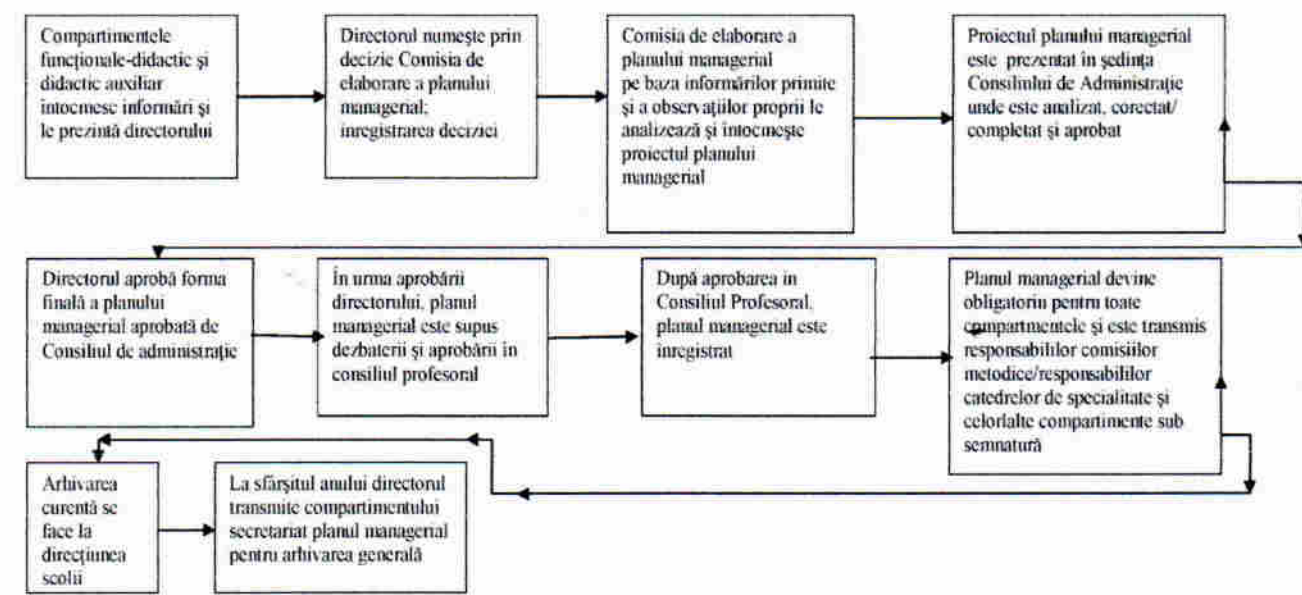 Compartimentele
funcționale-didactic și
didactic auxiliar
întocmesc informări și
le prezintă directorului
Directorul numește prin
decizie Comisia de
elaborare a planului
managerial;
inregistrarea deciziei
Comisia de elaborare a
planului managerial
pe baza informărilor primite
și a observațiilor proprii le
analizează și întocmește
proiectul planului
managerial
Proiectul planului managerial
este prezentat în ședința
Consiliului de Administrație
unde este analizat, corectat/
completat și aprobat
Directorul aprobă forma
finală a planului
managerial aprobată de
Consiliul de administrație
În urma aprobării
directorului, planul
managerial este supus
dezbaterii și aprobării în
consiliul profesoral
După aprobarea in
Consiliul Profesoral,
planul managerial este
inregistrat
Planul managerial devine
obligatoriu pentru toate
compartmentele și este transmis
responsabililor comisiilor
metodice/responsabililor
catedrelor de specialitate și
celorlalte compartimente sub
semnatură
Arhivarea
curentă se
face la
direcțiunea
scolii
La sfârșitul anului directorul
transmite compartimentului
secretariat planul managerial
pentru arhivarea generală